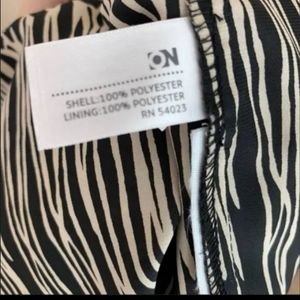 ON
SHELL:100% POLYESTER
LINING:100% POLYESTER
RN 54023